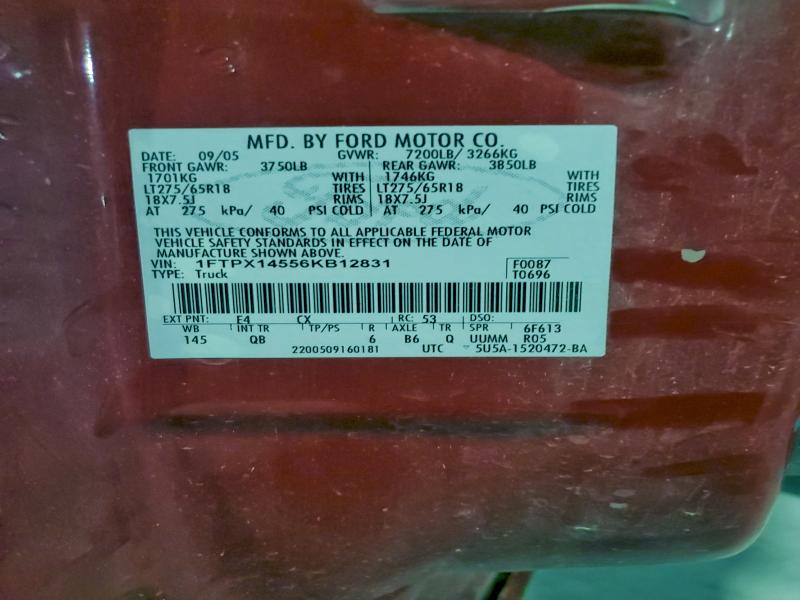 MFD. BY FORD MOTOR CO.
DATE: 09/05 GVWR: 7200LB/ 3266KG
FRONT GAWR: 3750LB REAR GAWR: 3850LB
1701KG WITH 1746KG WITH
LT275/65R18 TIRES LT275/65R18 TIRES
18X7.5J RIMS 18X7.5J RIMS
AT 275 kPa/ 40 PSI COLD AT 275 kPa/ 40 PSI COLD
THIS VEHICLE CONFORMS TO ALL APPLICABLE FEDERAL MOTOR
VEHICLE SAFETY STANDARDS IN EFFECT ON THE DATE OF
MANUFACTURE SHOWN ABOVE.
VIN: 1FTPX14556KB12831 F0087
TYPE: Truck T0696
EXT PNT: E4 CX RC: 53 DSO:
WB INT TR TP/PS R AXLE TR SPR 6F613
145 QB 6 B6 Q UUMM R05
2200509160181 UTC 5U5A-1520472-BA